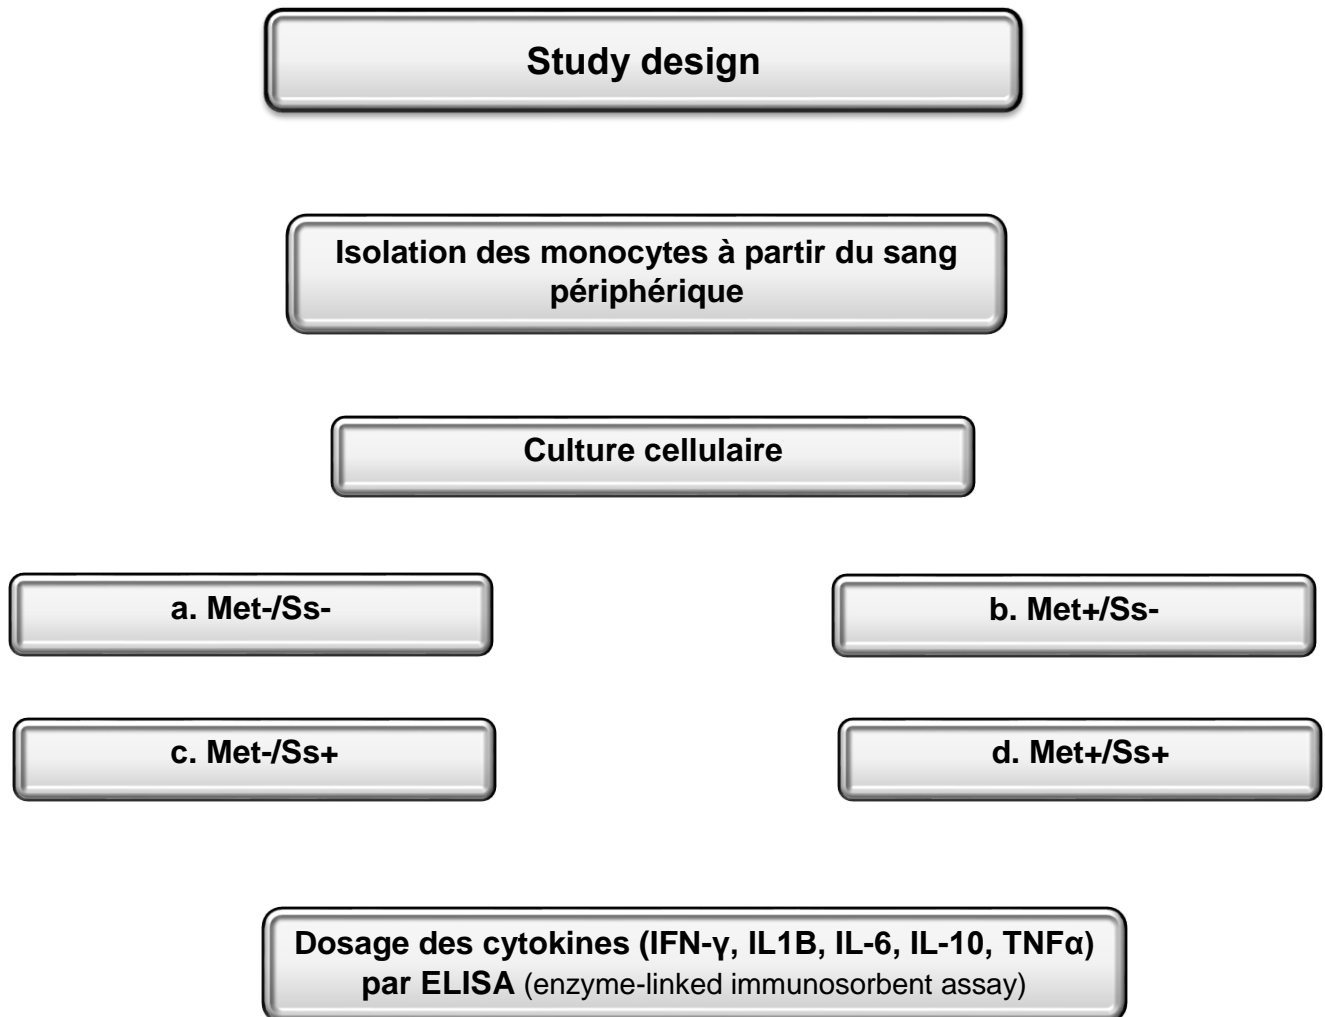 Study design
Isolation des monocytes à partir du sang
périphérique
Culture cellulaire
a. Met-/Ss-
b. Met+/Ss-
c. Met-/Ss+
d. Met+/Ss+
Dosage des cytokines (IFN-γ, IL1B, IL-6, IL-10, TNFα)
par ELISA (enzyme-linked immunosorbent assay)